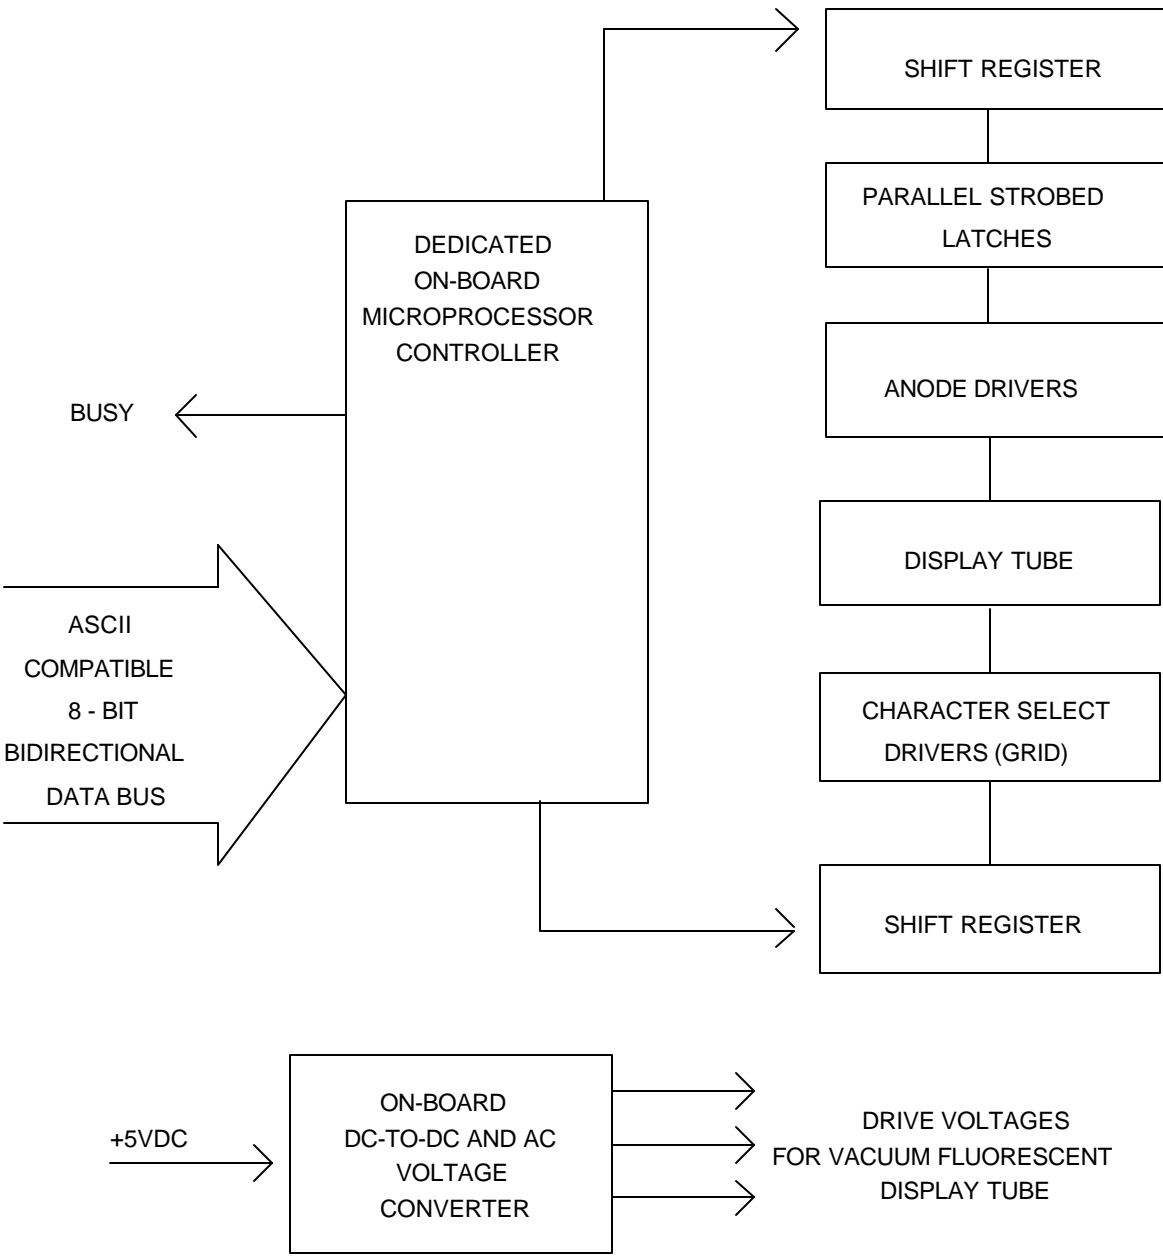 SHIFT REGISTER
PARALLEL STROBED
LATCHES
DEDICATED
ON-BOARD
MICROPROCESSOR
CONTROLLER
ANODE DRIVERS
BUSY
DISPLAY TUBE
ASCII
COMPATIBLE
8 - BIT
BIDIRECTIONAL
DATA BUS
CHARACTER SELECT
DRIVERS (GRID)
SHIFT REGISTER
+5VDC
ON-BOARD
DC-TO-DC AND AC
VOLTAGE
CONVERTER
DRIVE VOLTAGES
FOR VACUUM FLUORESCENT
DISPLAY TUBE